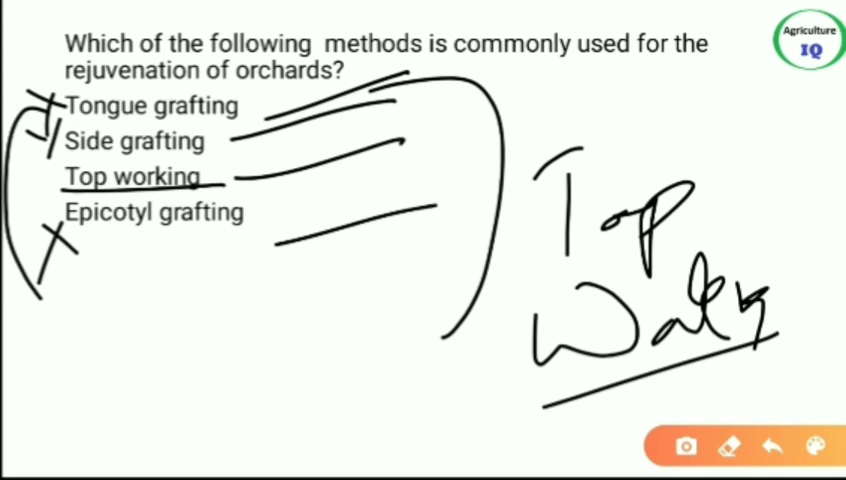 Which of the following methods is commonly used for the
rejuvenation of orchards?
Tongue grafting
Side grafting
Top working
Epicotyl grafting
Agriculture
IQ
Top